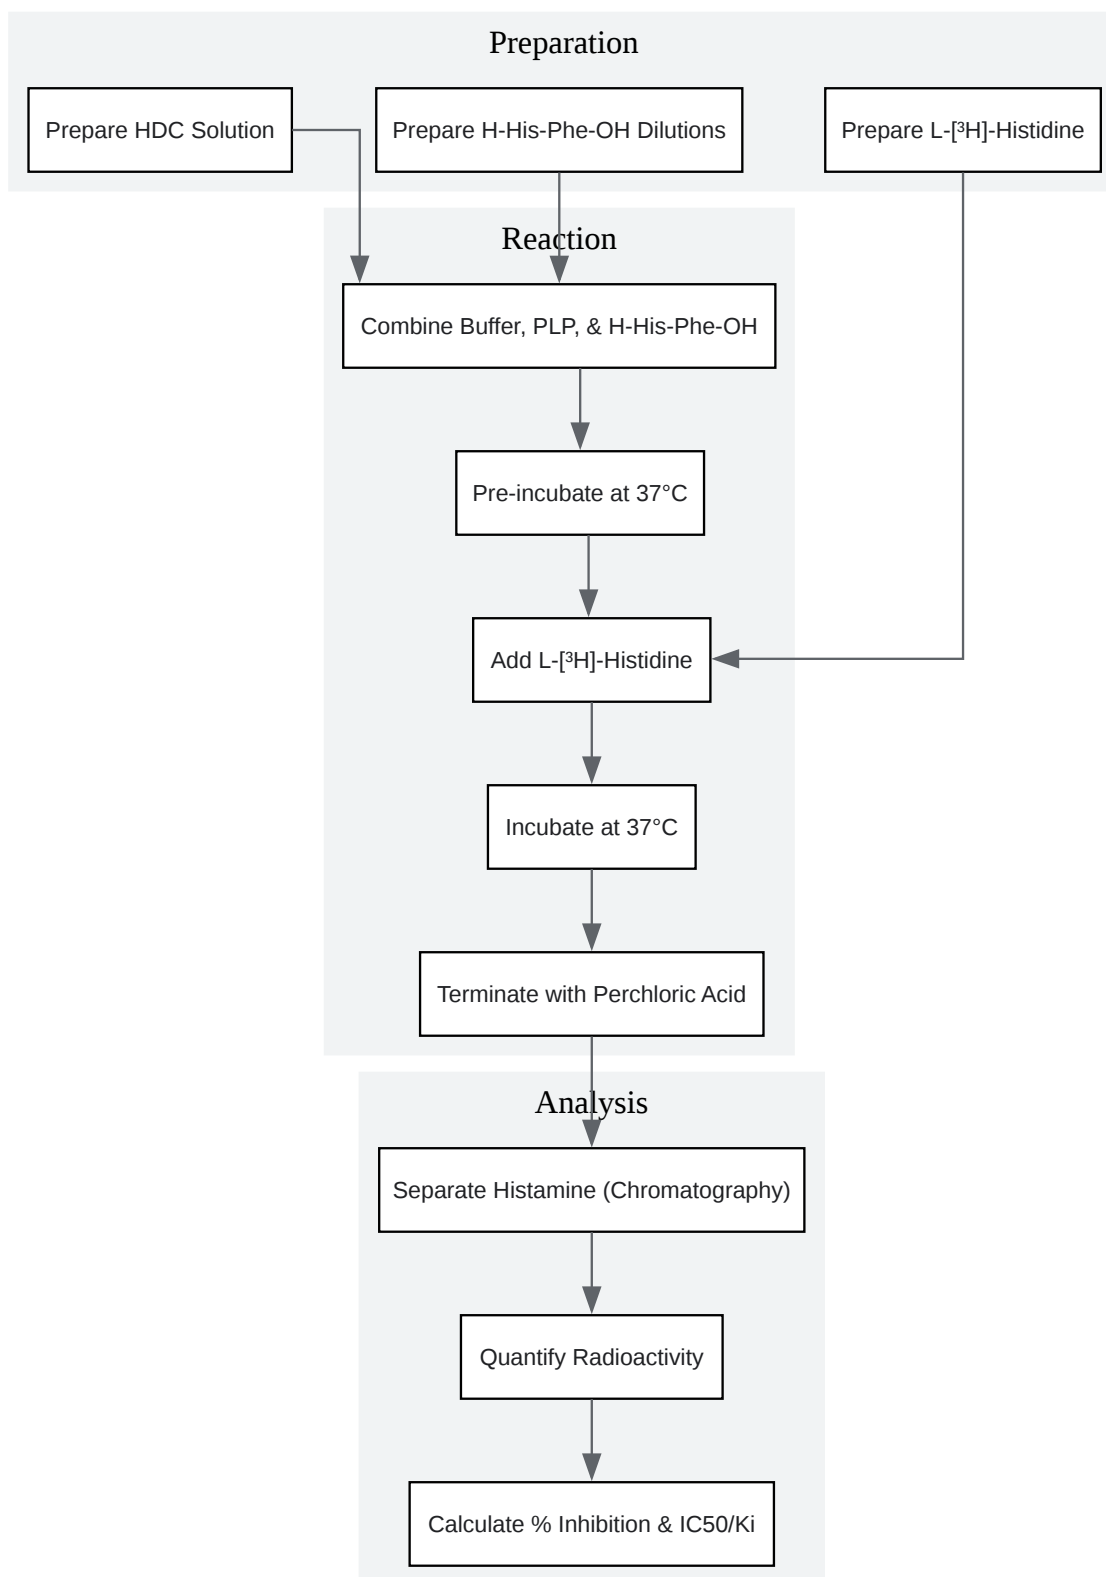 Preparation
Prepare HDC Solution
Prepare H-His-Phe-OH Dilutions
Prepare L-[³H]-Histidine
Reaction
Combine Buffer, PLP, & H-His-Phe-OH
Pre-incubate at 37°C
Add L-[³H]-Histidine
Incubate at 37°C
Terminate with Perchloric Acid
Analysis
Separate Histamine (Chromatography)
Quantify Radioactivity
Calculate % Inhibition & IC50/Ki